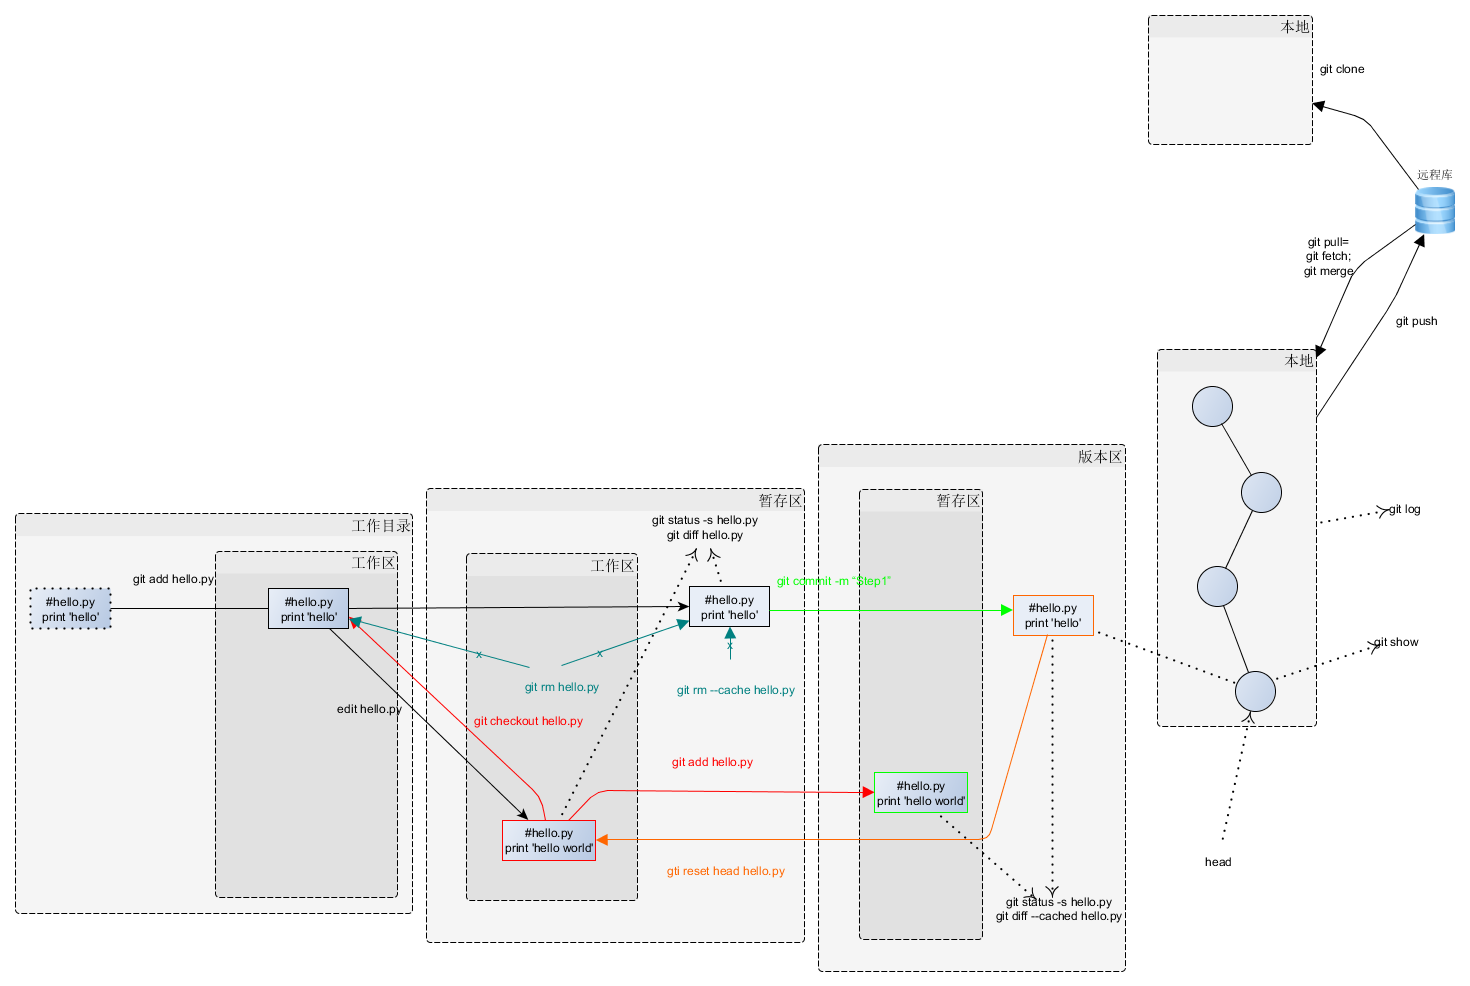 本地
git clone
远程库
git pull=
git fetch;
git merge
git push
本地
git log
git show
head
版本区
暂存区
#hello.py
print 'hello'
#hello.py
print 'hello world'
git status -s hello.py
git diff --cached hello.py
暂存区
git status -s hello.py
git diff hello.py
工作区
#hello.py
print 'hello'
git commit -m "Step1"
git rm hello.py
x
x
x
git rm --cache hello.py
git checkout hello.py
git add hello.py
#hello.py
print 'hello world'
gti reset head hello.py
工作目录
工作区
git add hello.py
#hello.py
print 'hello'
#hello.py
print 'hello'
edit hello.py